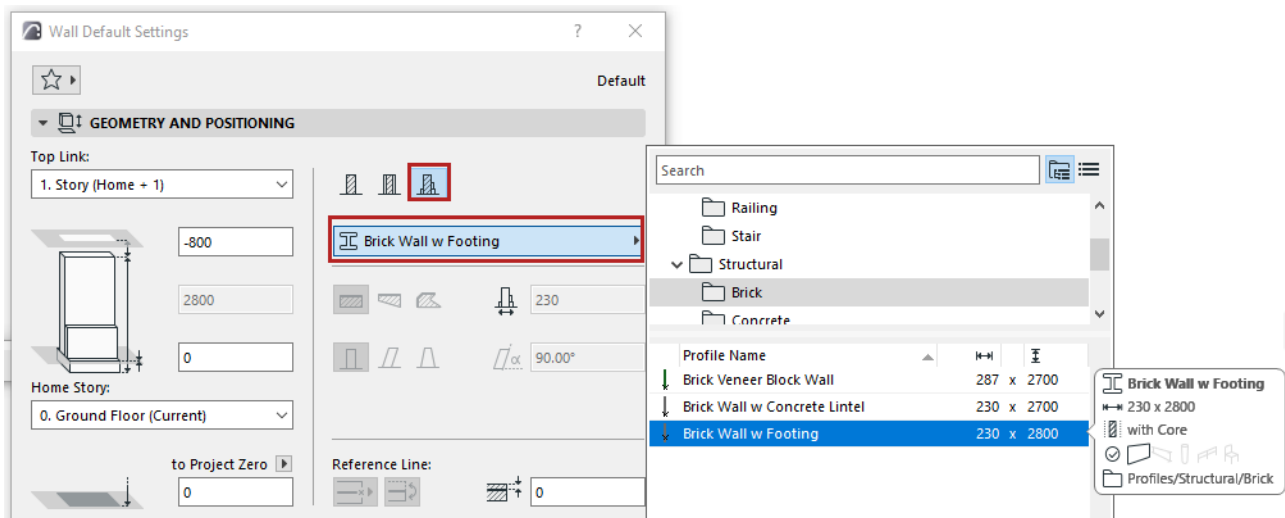 Wall Default Settings
?
Default
GEOMETRY AND POSITIONING
Top Link:
1. Story (Home + 1)
-800
2800
0
Home Story:
0. Ground Floor (Current)
to Project Zero
0
Brick Wall w Footing
230
α 90.00°
Reference Line:
0
Search
Railing
Stair
Structural
Brick
Concrete
Profile Name
Brick Veneer Block Wall 287 x 2700
Brick Wall w Concrete Lintel 230 x 2700
Brick Wall w Footing 230 x 2800
Brick Wall w Footing
230 x 2800
with Core
Profiles/Structural/Brick